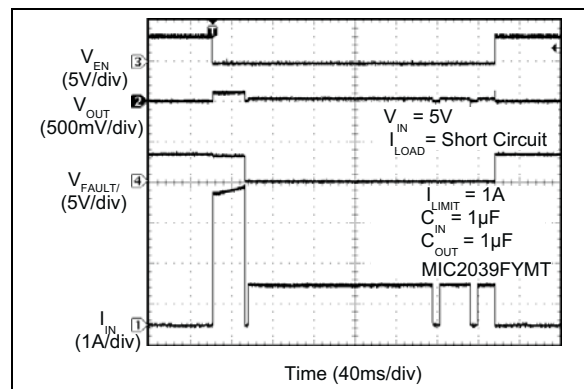 T
V_EN
(5V/div)
3
V_OUT
(500mV/div)
2
V_IN = 5V
I_LOAD = Short Circuit
V_FAULT/
(5V/div)
4
I_LIMIT = 1A
C_IN = 1µF
C_OUT = 1µF
MIC2039FYMT
I_IN
(1A/div)
1
Time (40ms/div)